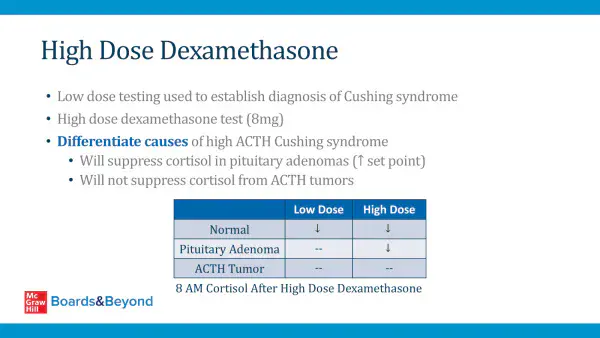 High Dose Dexamethasone
• Low dose testing used to establish diagnosis of Cushing syndrome
• High dose dexamethasone test (8mg)
• Differentiate causes of high ACTH Cushing syndrome
• Will suppress cortisol in pituitary adenomas (↑ set point)
• Will not suppress cortisol from ACTH tumors
Low Dose High Dose
Normal ↓ ↓
Pituitary Adenoma -- ↓
ACTH Tumor -- --
8 AM Cortisol After High Dose Dexamethasone
Mc
Graw
Hill
Boards&Beyond